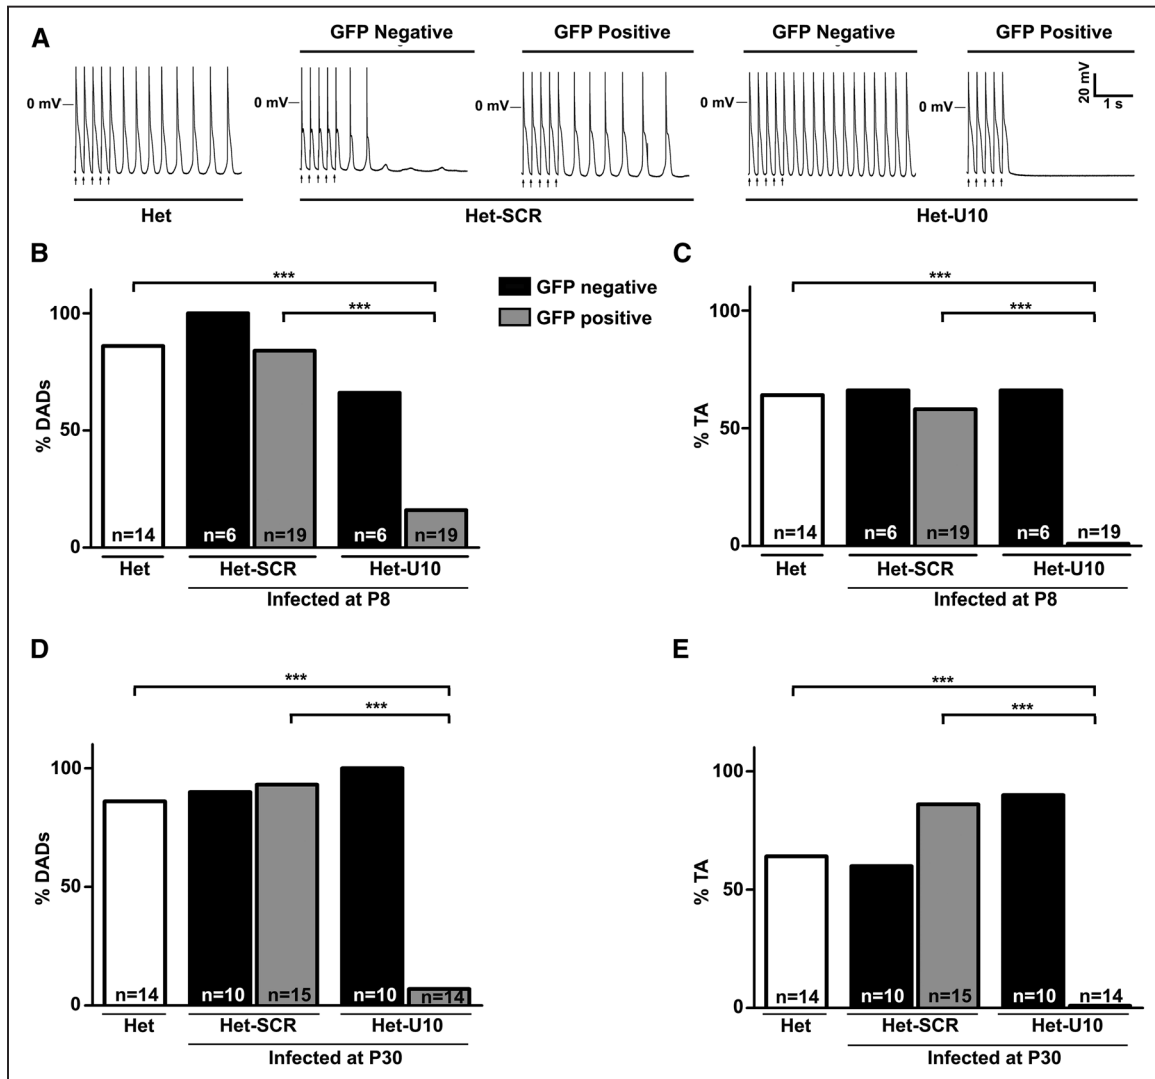 A
GFP Negative GFP Positive GFP Negative GFP Positive
0 mV 0 mV 0 mV 0 mV 0 mV
20 mV
1 s
Het Het-SCR Het-U10
B
***
***
GFP negative
GFP positive
100
50
0
% DADs
n=14 n=6 n=19 n=6 n=19
Het Het-SCR Het-U10
Infected at P8
C
***
***
100
50
0
% TA
n=14 n=6 n=19 n=6 n=19
Het Het-SCR Het-U10
Infected at P8
D
***
***
100
50
0
% DADs
n=14 n=10 n=15 n=10 n=14
Het Het-SCR Het-U10
Infected at P30
E
***
***
100
50
0
% TA
n=14 n=10 n=15 n=10 n=14
Het Het-SCR Het-U10
Infected at P30